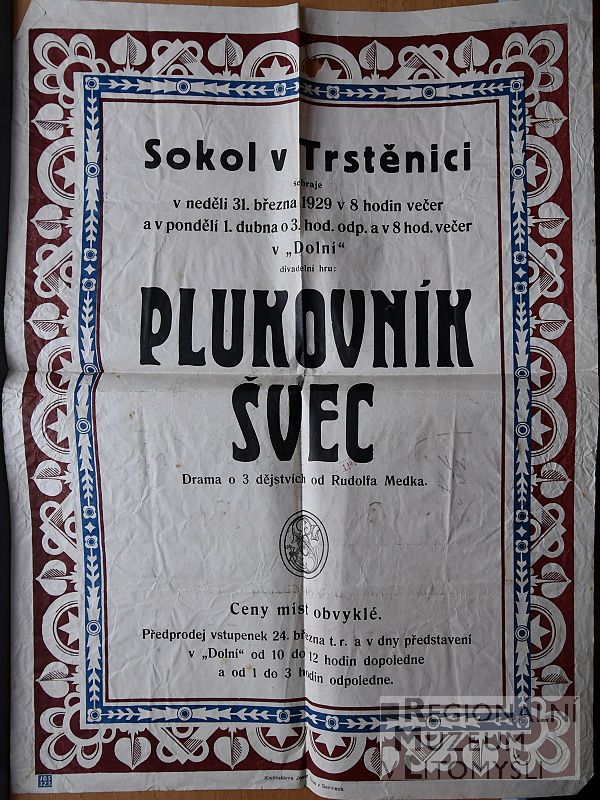 Sokol v Trstěnici
sehraje
v neděli 31. března 1929 v 8 hodin večer
a v pondělí 1. dubna o 3. hod. odp. a v 8 hod. večer
v „Dolní“
divadelní hru:
PLUKOVNÍK
ŠVEC
Drama o 3 dějstvích od Rudolfa Medka.
Ceny míst obvyklé.
Předprodej vstupenek 24. března t. r. a v dny představení
v „Dolní“ od 10 do 12 hodin dopoledne
a od 1 do 3 hodin odpoledne.
Knihtiskárna v
REGIONÁLNÍ
MUZEUM
V LITOMYŠLI